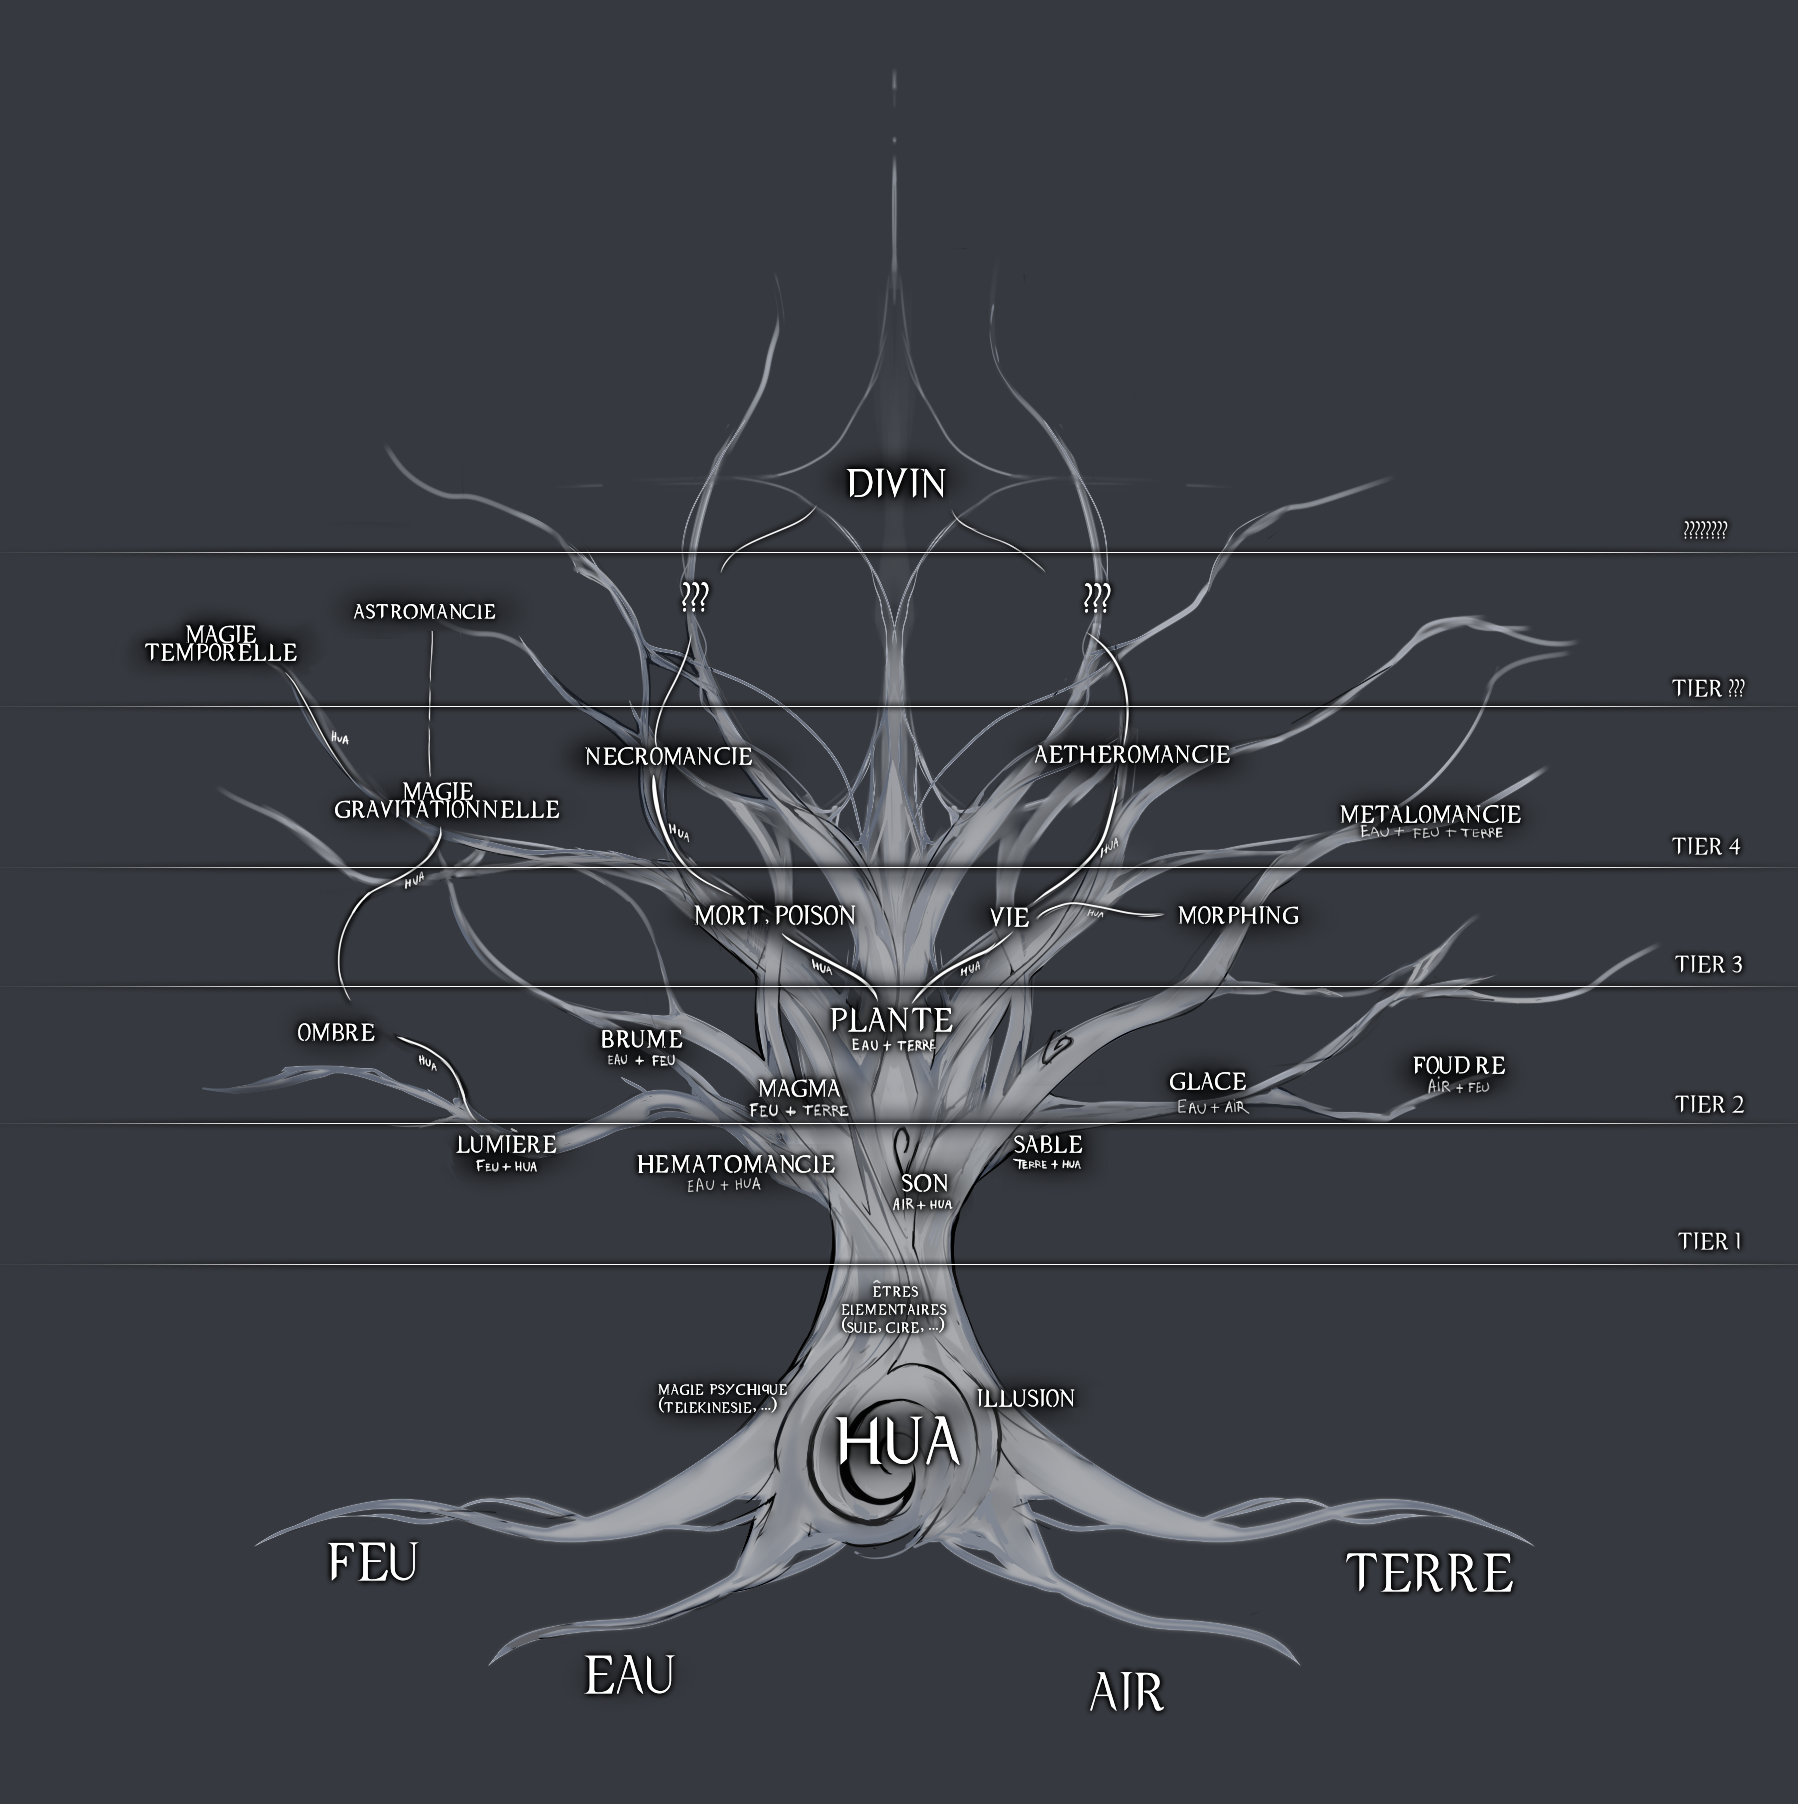 DIVIN
????????
???
???
ASTROMANCIE
MAGIE
TEMPORELLE
TIER ???
HUA
NECROMANCIE
AETHEROMANCIE
MAGIE
GRAVITATIONNELLE
METALOMANCIE
EAU + FEU + TERRE
HUA
HUA
TIER 4
HUA
MORT, POISON
VIE
HUA
MORPHING
HUA
HUA
TIER 3
PLANTE
EAU + TERRE
OMBRE
HUA
BRUME
EAU + FEU
MAGMA
FEU + TERRE
GLACE
EAU + AIR
FOUDRE
AIR + FEU
TIER 2
LUMIERE
FEU + HUA
HEMATOMANCIE
EAU + HUA
SON
AIR + HUA
SABLE
TERRE + HUA
TIER 1
ÊTRES
ELEMENTAIRES
(SUIE, CIRE, ...)
MAGIE PSYCHIQUE
(TELEKINESIE, ...)
ILLUSION
HUA
FEU
TERRE
EAU
AIR